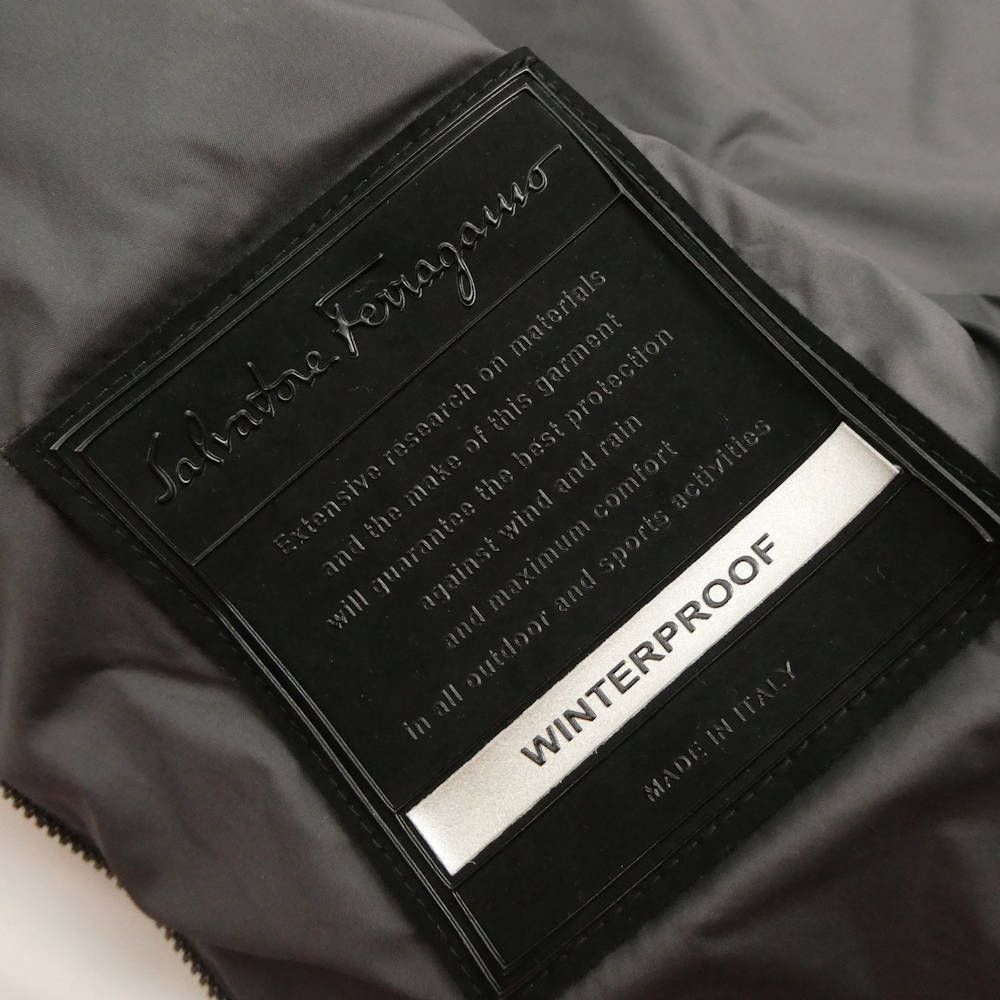 Salvatore Ferragamo
Extensive research on materials
and the make of this garment
will guarantee the best protection
against wind and rain
and maximum comfort
in all outdoor and sports activities
WINTERPROOF
MADE IN ITALY